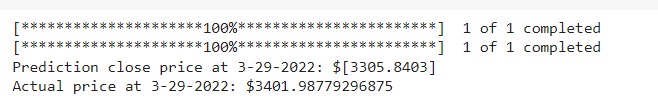 [*********************100%***********************]  1 of 1 completed
[*********************100%***********************]  1 of 1 completed
Prediction close price at 3-29-2022: $[3305.8403]
Actual price at 3-29-2022: $3401.98779296875